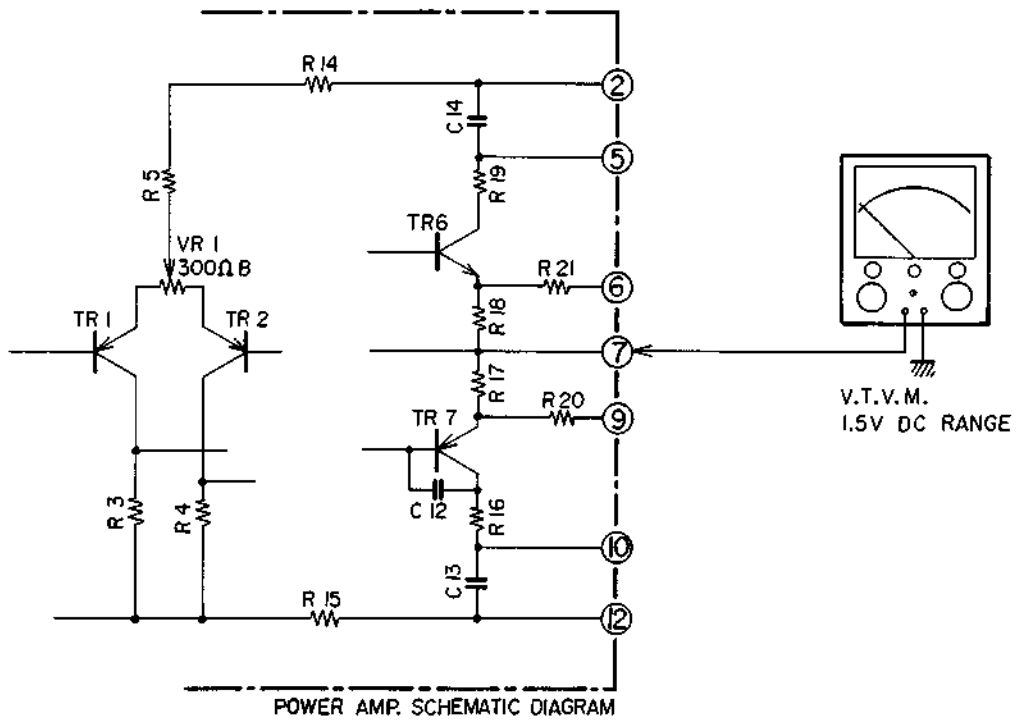 R 14
2
C 14
5
R 5
R 19
VR 1
300Ω B
TR6
R 21
6
TR 1
TR 2
R 18
7
R 17
R 20
9
TR 7
V.T.V.M.
1.5V DC RANGE
R 3
R 4
C 12
R 16
10
C 13
R 15
12
POWER AMP. SCHEMATIC DIAGRAM